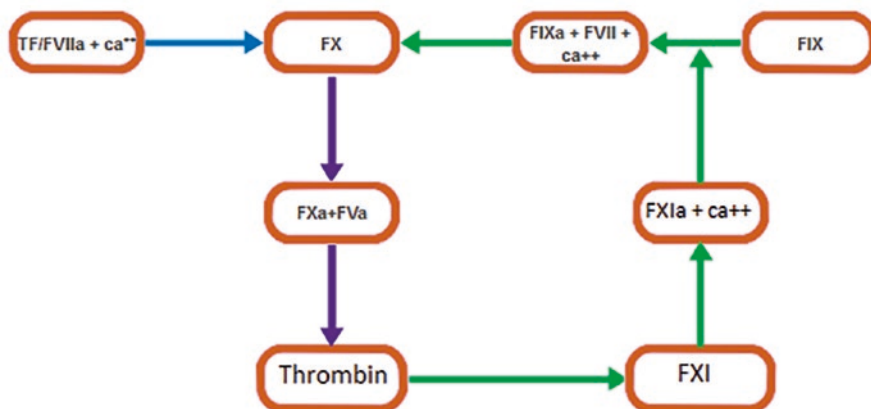 TF/FVIIa + ca++
FX
FIXa + FVII +
ca++
FIX
FXa+FVa
FXIa + ca++
Thrombin
FXI